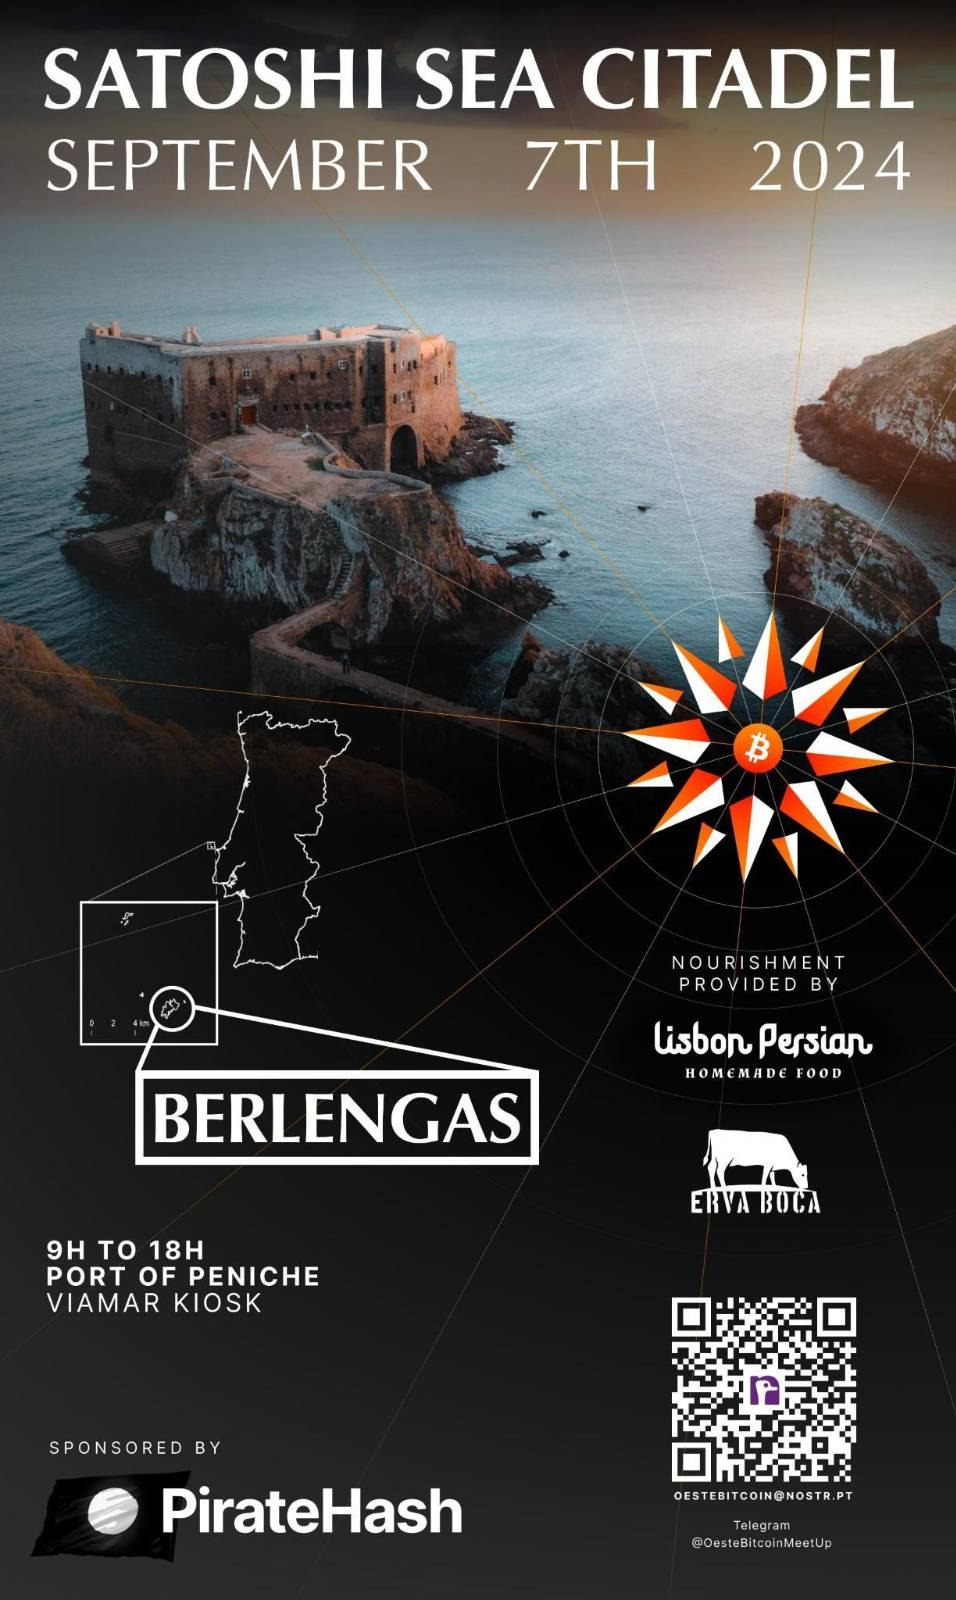 SATOSHI SEA CITADEL
SEPTEMBER 7TH 2024
0 2 4 km
BERLENGAS
9H TO 18H
PORT OF PENICHE
VIAMAR KIOSK
SPONSORED BY
PirateHash
NOURISHMENT
PROVIDED BY
Lisbon Persian
HOMEMADE FOOD
ERVA BOCA
OESTEBITCOIN@NOSTR.PT
Telegram
@OesteBitcoinMeetUp